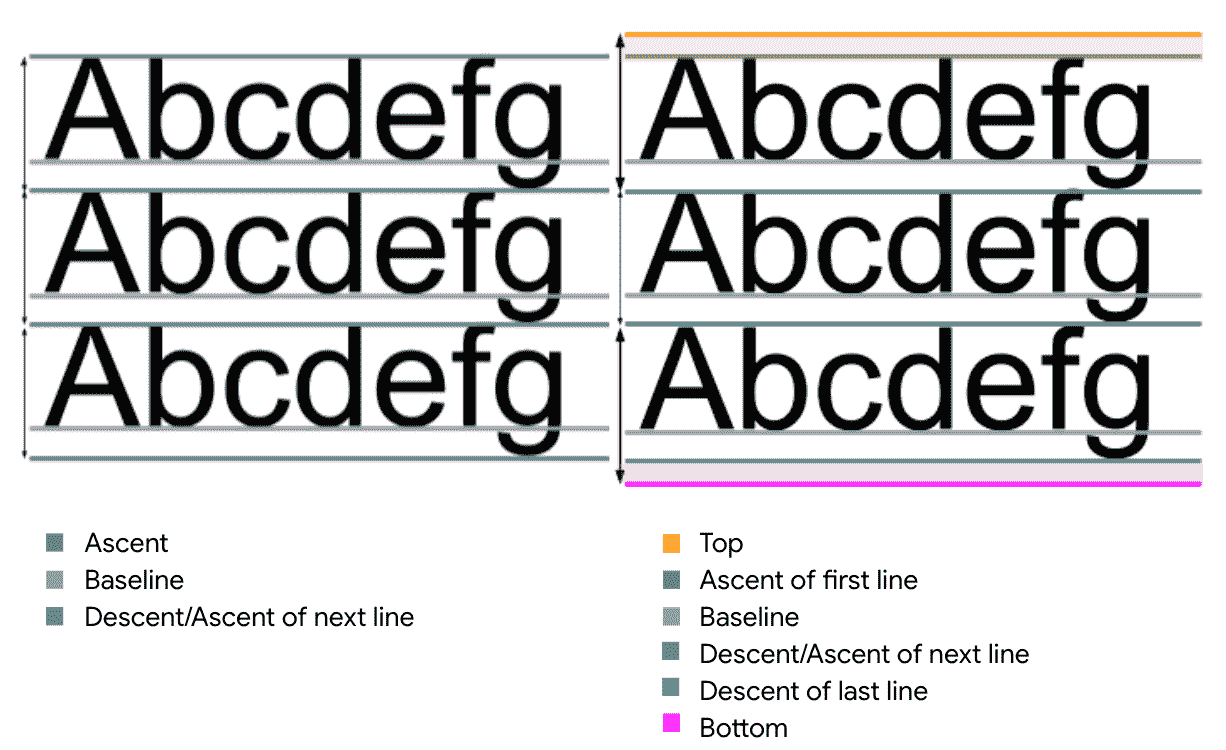 Abcdefg
Abcdefg
Abcdefg
Ascent
Baseline
Descent/Ascent of next line
Abcdefg
Abcdefg
Abcdefg
Top
Ascent of first line
Baseline
Descent/Ascent of next line
Descent of last line
Bottom